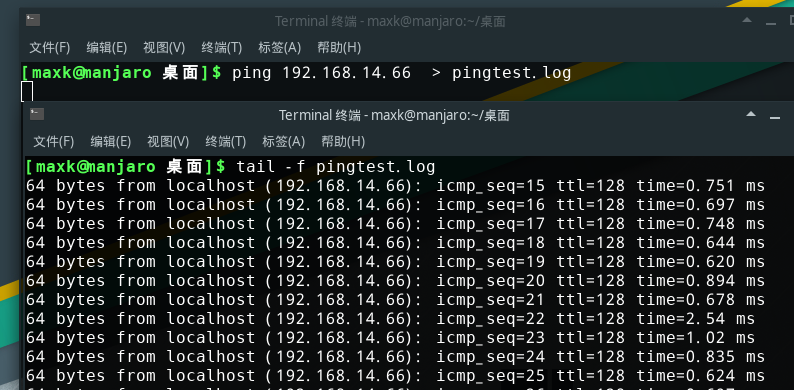 Terminal 终端 - maxk@manjaro:~/桌面
文件(F) 编辑(E) 视图(V) 终端(T) 标签(A) 帮助(H)
[maxk@manjaro 桌面]$ ping 192.168.14.66  > pingtest.log
Terminal 终端 - maxk@manjaro:~/桌面
文件(F) 编辑(E) 视图(V) 终端(T) 标签(A) 帮助(H)
[maxk@manjaro 桌面]$ tail -f pingtest.log
64 bytes from localhost (192.168.14.66): icmp_seq=15 ttl=128 time=0.751 ms
64 bytes from localhost (192.168.14.66): icmp_seq=16 ttl=128 time=0.697 ms
64 bytes from localhost (192.168.14.66): icmp_seq=17 ttl=128 time=0.748 ms
64 bytes from localhost (192.168.14.66): icmp_seq=18 ttl=128 time=0.644 ms
64 bytes from localhost (192.168.14.66): icmp_seq=19 ttl=128 time=0.620 ms
64 bytes from localhost (192.168.14.66): icmp_seq=20 ttl=128 time=0.894 ms
64 bytes from localhost (192.168.14.66): icmp_seq=21 ttl=128 time=0.678 ms
64 bytes from localhost (192.168.14.66): icmp_seq=22 ttl=128 time=2.54 ms
64 bytes from localhost (192.168.14.66): icmp_seq=23 ttl=128 time=1.02 ms
64 bytes from localhost (192.168.14.66): icmp_seq=24 ttl=128 time=0.835 ms
64 bytes from localhost (192.168.14.66): icmp_seq=25 ttl=128 time=0.624 ms